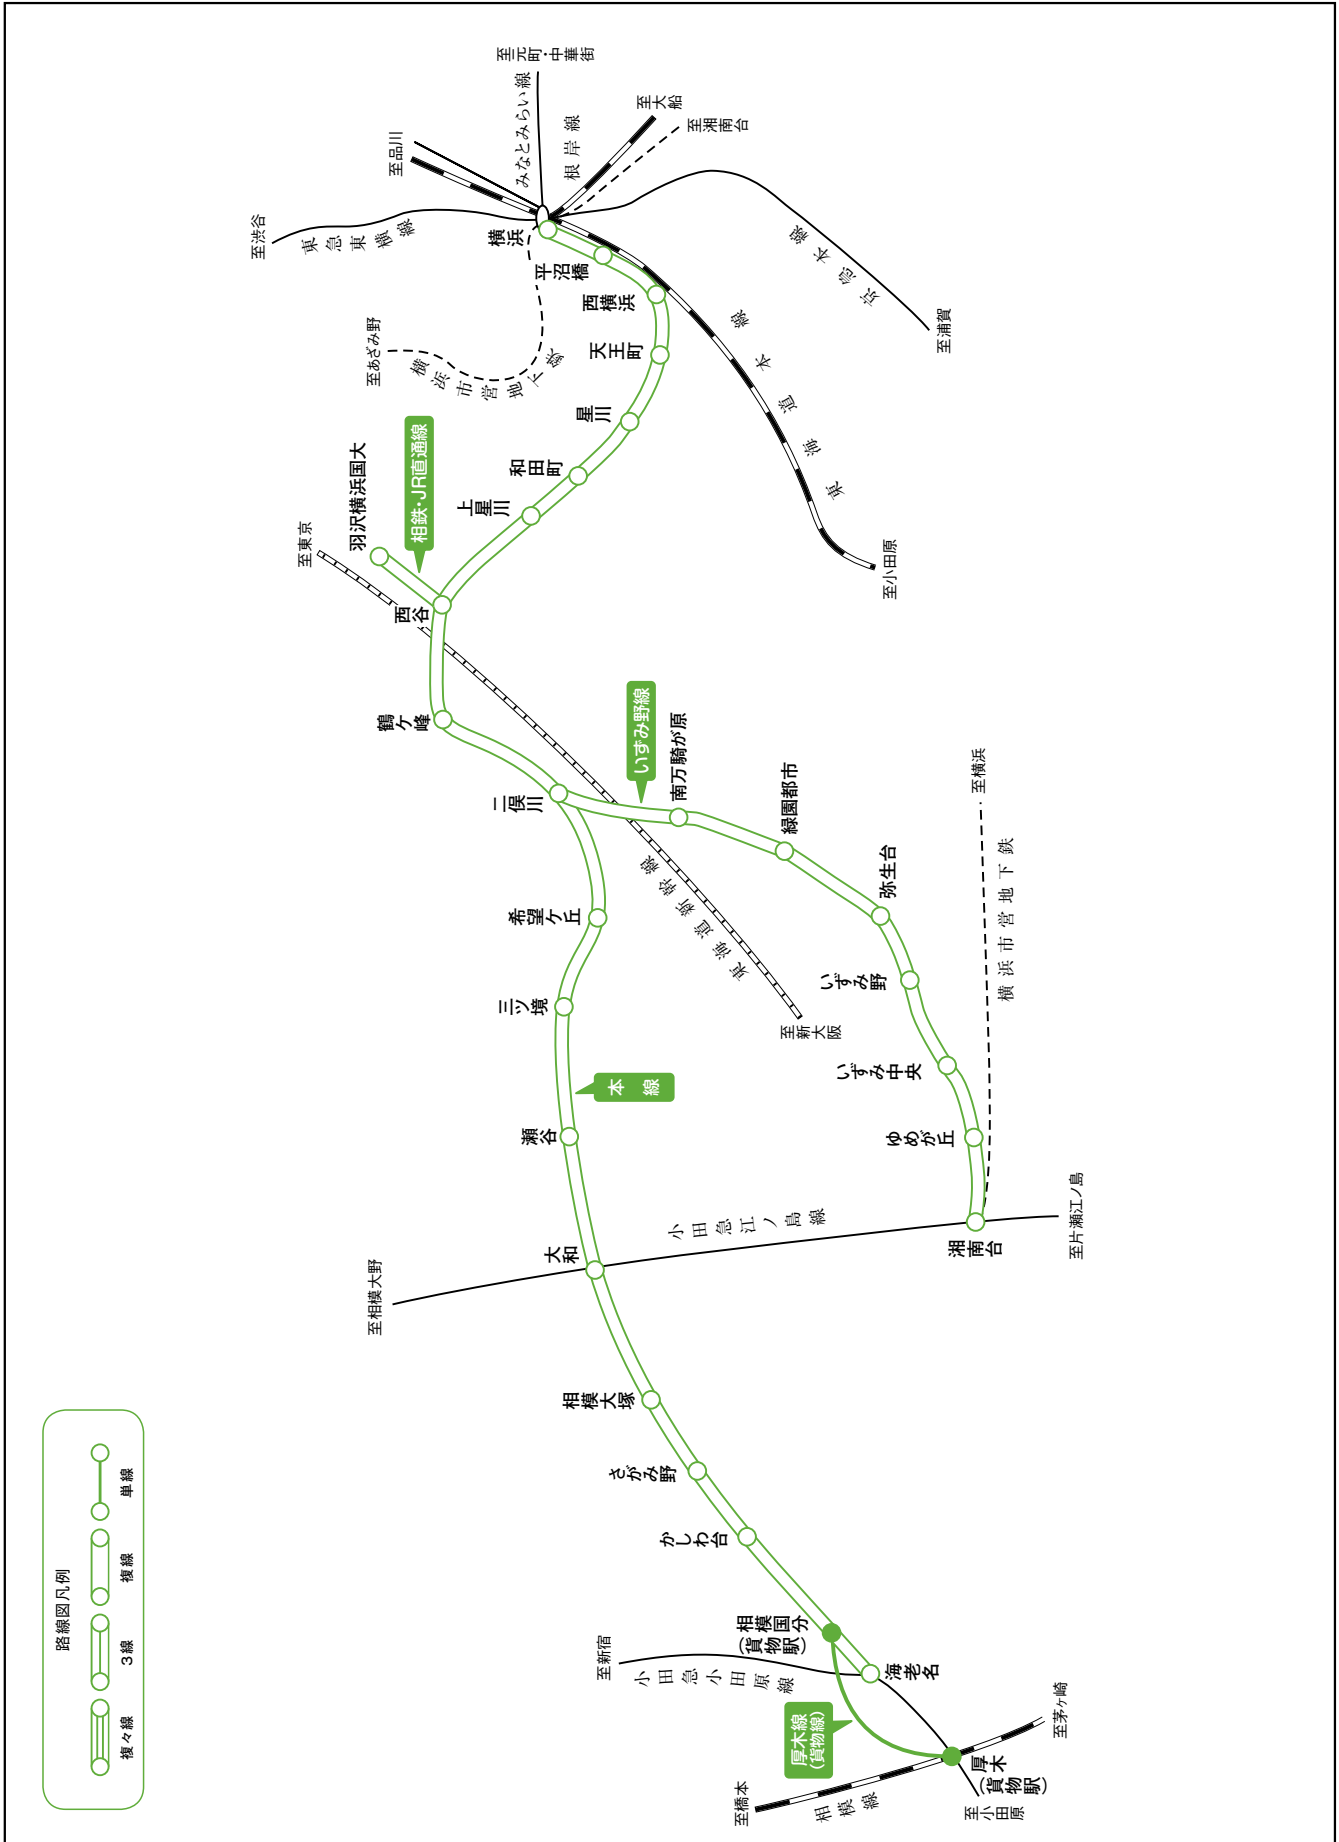 至元町・中華街
みなとみらい線
至大船
根岸線
至湘南台
至品川
至渋谷
東急東横線
横浜
平沼橋
西横浜
天王町
星川
和田町
上星川
西谷
鶴ケ峰
二俣川
希望ケ丘
三ツ境
瀬谷
大和
相模大塚
さがみ野
かしわ台
相模国分
(貨物駅)
海老名
厚木
(貨物駅)
至あざみ野
横浜市営地下鉄
京急本線
至浦賀
東海道本線
至小田原
羽沢横浜国大
相鉄・JR直通線
至東京
東海道新幹線
至新大阪
いずみ野線
南万騎が原
緑園都市
弥生台
いずみ野
いずみ中央
ゆめが丘
湘南台
至横浜
横浜市営地下鉄
本線
小田急江ノ島線
至相模大野
至片瀬江ノ島
至新宿
小田急小田原線
厚木線
(貨物線)
至橋本
相模線
至茅ヶ崎
至小田原
路線図凡例
単線
複線
3線
複々線